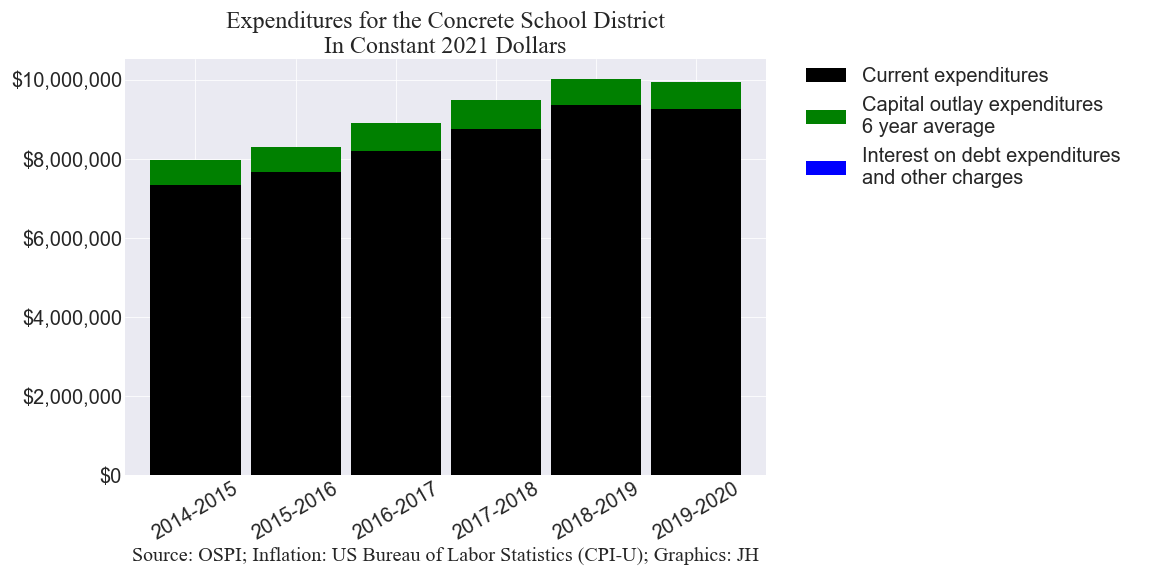 Expenditures for the Concrete School District
In Constant 2021 Dollars
$10,000,000
$8,000,000
$6,000,000
$4,000,000
$2,000,000
$0
2014-2015
2015-2016
2016-2017
2017-2018
2018-2019
2019-2020
Current expenditures
Capital outlay expenditures
6 year average
Interest on debt expenditures
and other charges
Source: OSPI; Inflation: US Bureau of Labor Statistics (CPI-U); Graphics: JH